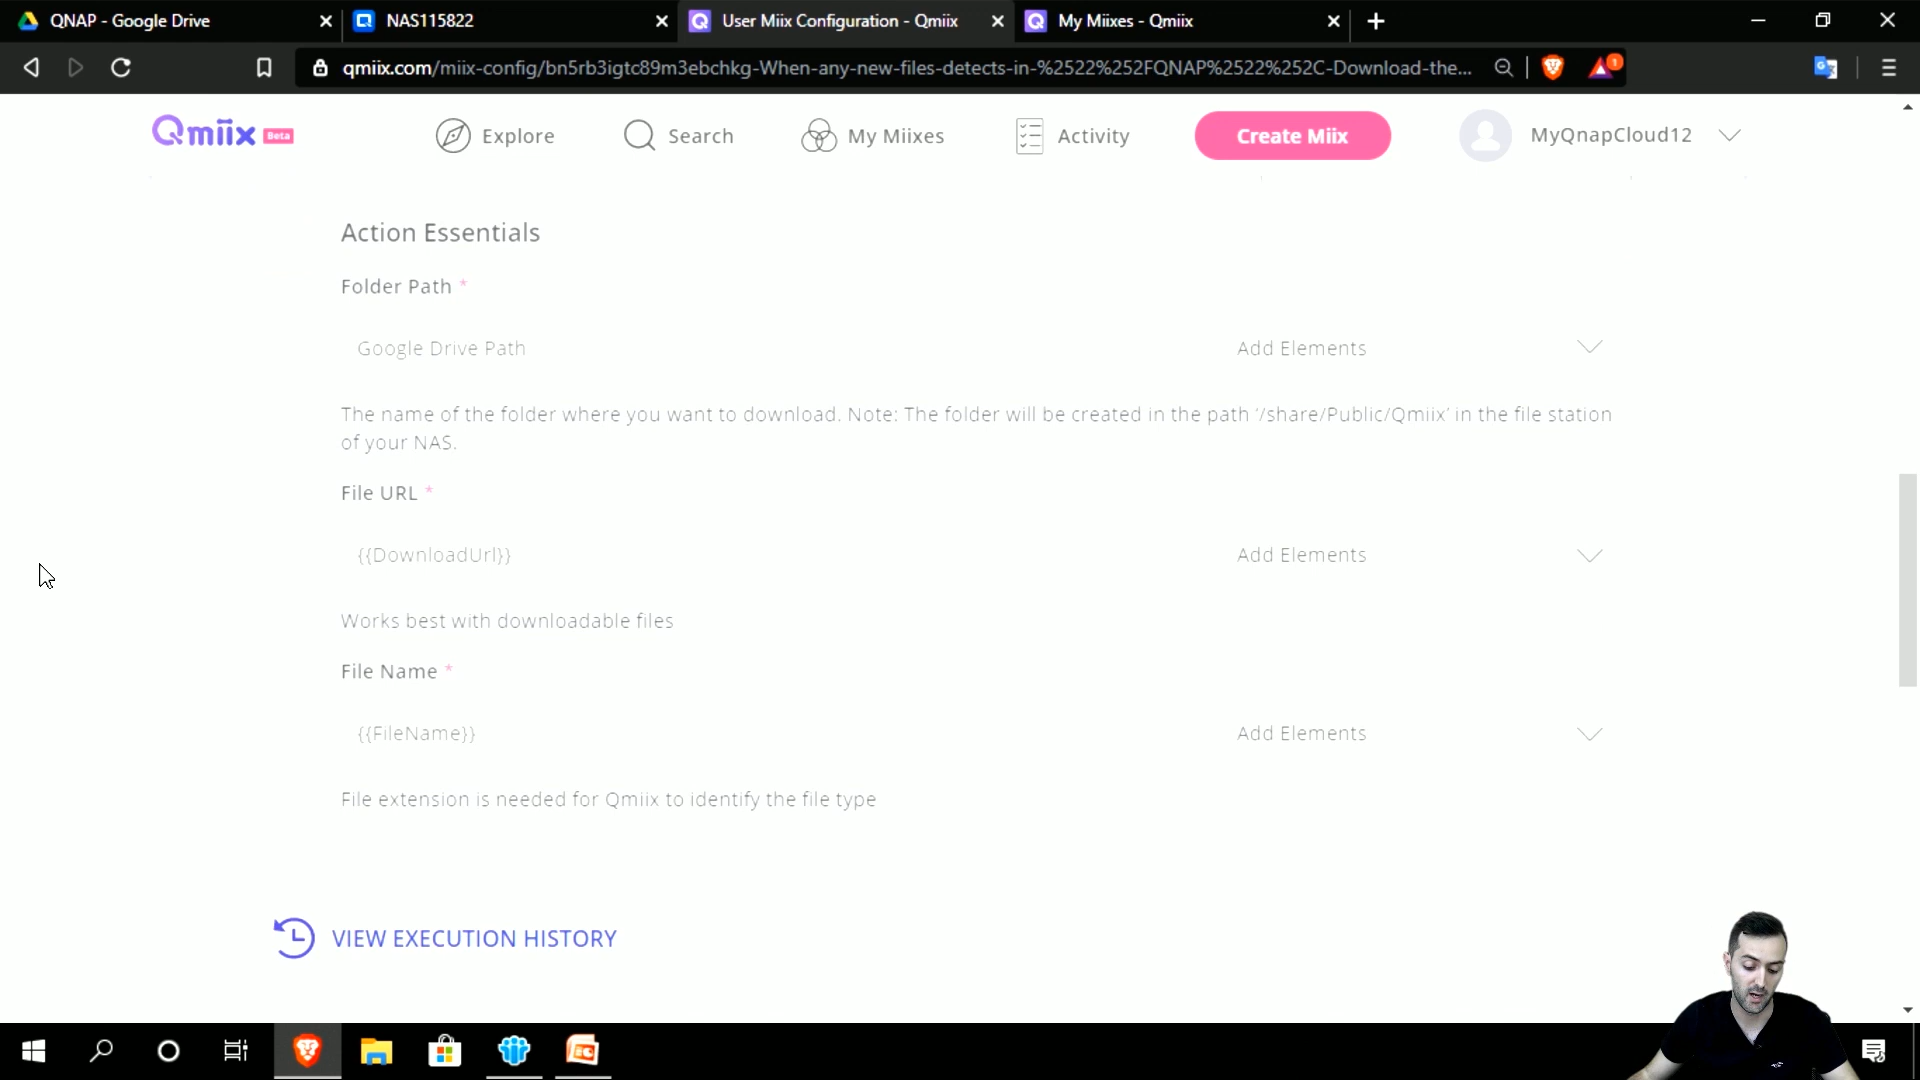 QNAP - Google Drive
NAS115822
User Miix Configuration - Qmiix
My Miixes - Qmiix
qmiix.com/miix-config/bn5rb3igtc89m3ebchkg-When-any-new-files-detects-in-%2522%252FQNAP%2522%252C-Download-the...
1
Qmiix Beta
Explore
Search
My Miixes
Activity
Create Miix
MyQnapCloud12
Action Essentials
Folder Path *
Google Drive Path
Add Elements
The name of the folder where you want to download. Note: The folder will be created in the path '/share/Public/Qmiix' in the file station
of your NAS.
File URL *
{{DownloadUrl}}
Add Elements
Works best with downloadable files
File Name *
{{FileName}}
Add Elements
File extension is needed for Qmiix to identify the file type
VIEW EXECUTION HISTORY